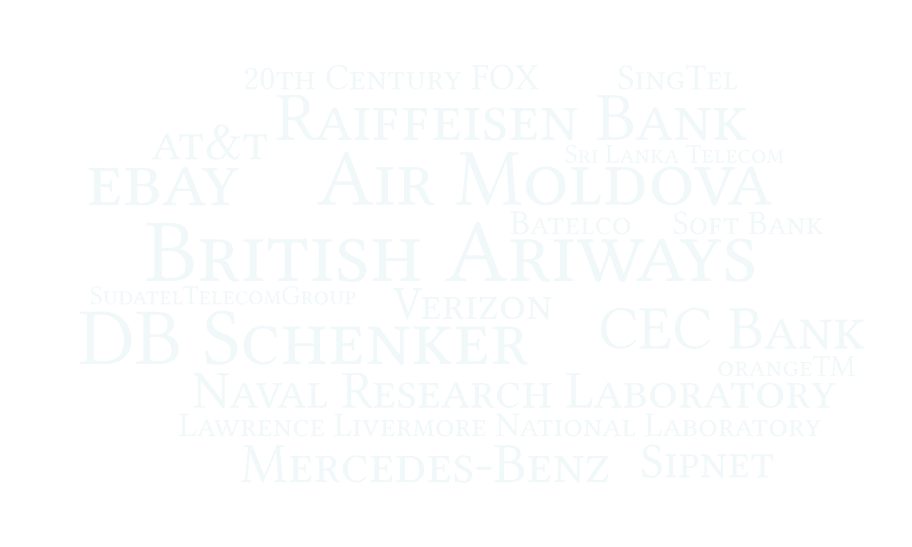 20th Century FOX
SingTel
Raiffeisen Bank
AT&T
Sri Lanka Telecom
EBAY
Air Moldova
Batelco
Soft Bank
British Ariways
SudatelTelecomGroup
Verizon
DB Schenker
CEC Bank
orangeTM
Naval Research Laboratory
Lawrence Livermore National Laboratory
Mercedes-Benz
Sipnet